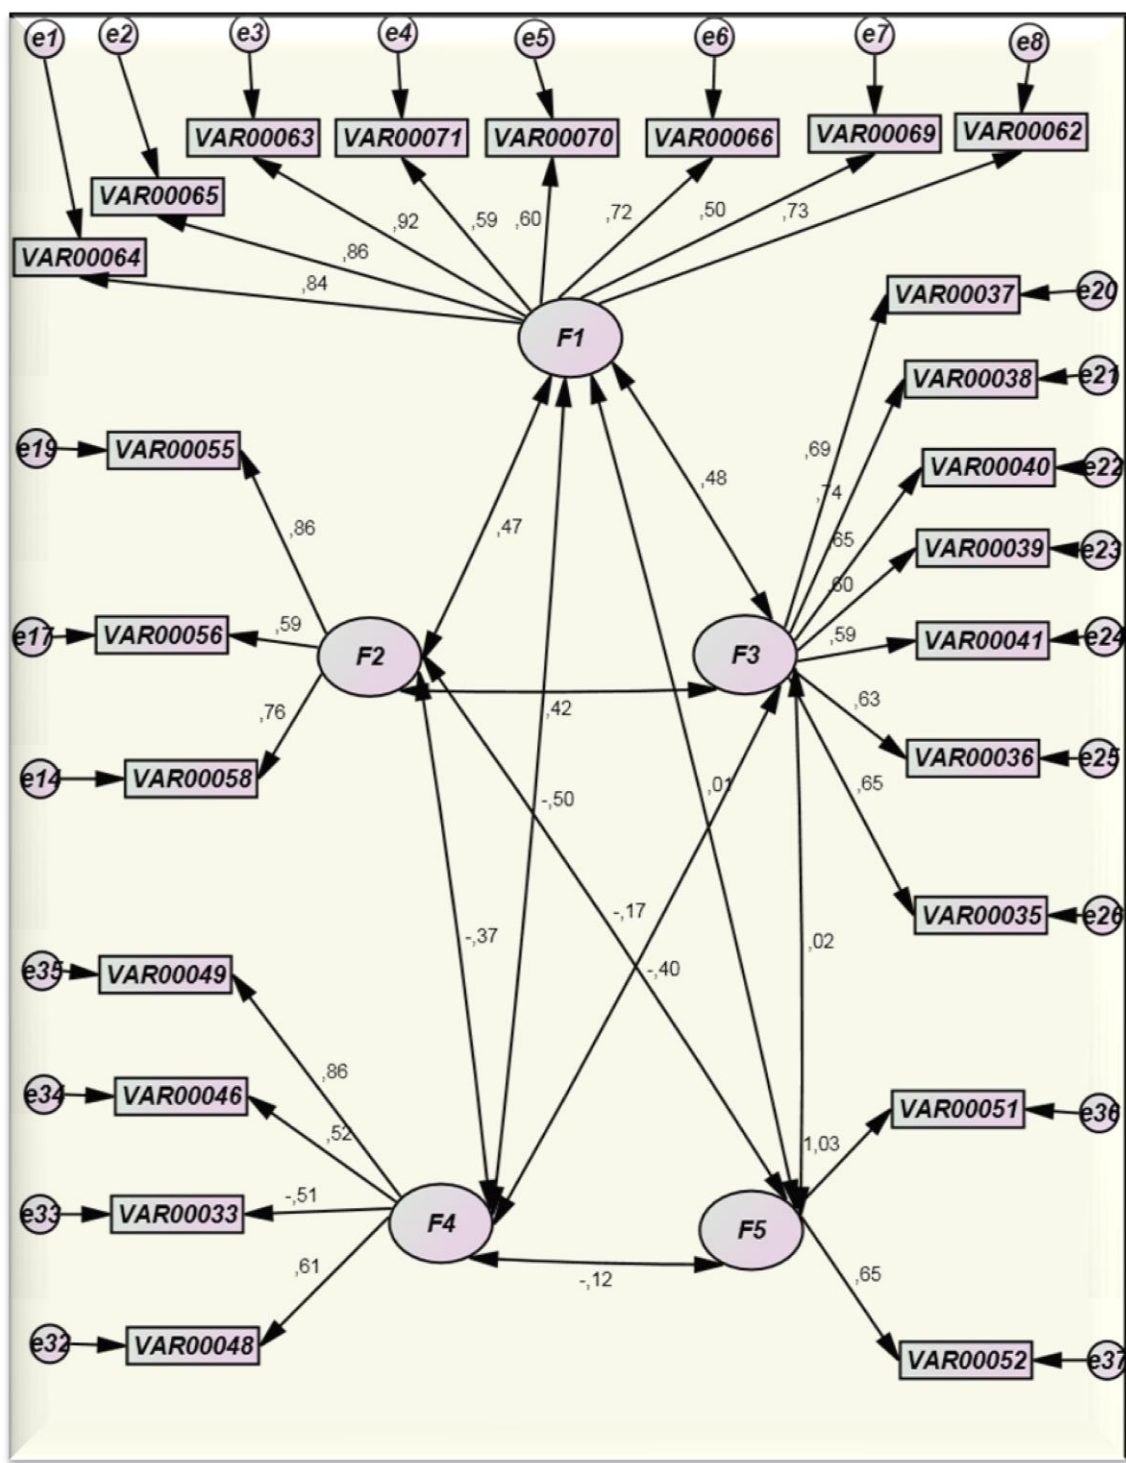 e1 e2 e3 e4 e5 e6 e7 e8
VAR00063 VAR00071 VAR00070 VAR00066 VAR00069 VAR00062
VAR00065
VAR00064
,84 ,86 ,92 ,59 ,60 ,72 ,50 ,73
F1
VAR00037 e20
VAR00038 e21
VAR00040 e22
VAR00039 e23
VAR00041 e24
VAR00036 e25
VAR00035 e26
,69
,74
,65
,60
,59
,63
,65
e19 VAR00055
,86
e17 VAR00056
,59
e14 VAR00058
,76
F2 F3
,47 ,48
,42
-,50 ,01
-,17
-,37 -,40 ,02
e35 VAR00049
,86
e34 VAR00046
,52
e33 VAR00033
-,51
e32 VAR00048
,61
F4 F5
-,12
VAR00051 e36
1,03
,65
VAR00052 e37